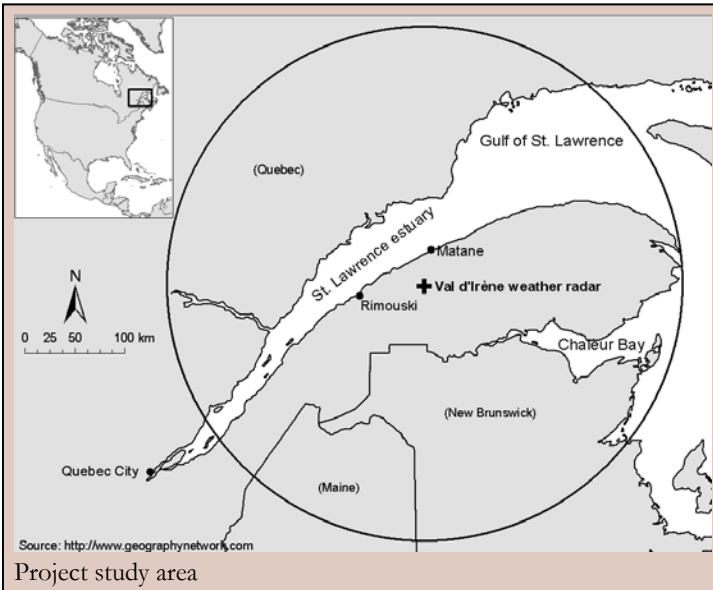 Gulf of St. Lawrence
(Quebec)
St. Lawrence estuary
Matane
N
Val d'Irène weather radar
Rimouski
0 25 50 100 km
Chaleur Bay
(New Brunswick)
Quebec City
(Maine)
Source: http://www.geographynetwork.com
Project study area